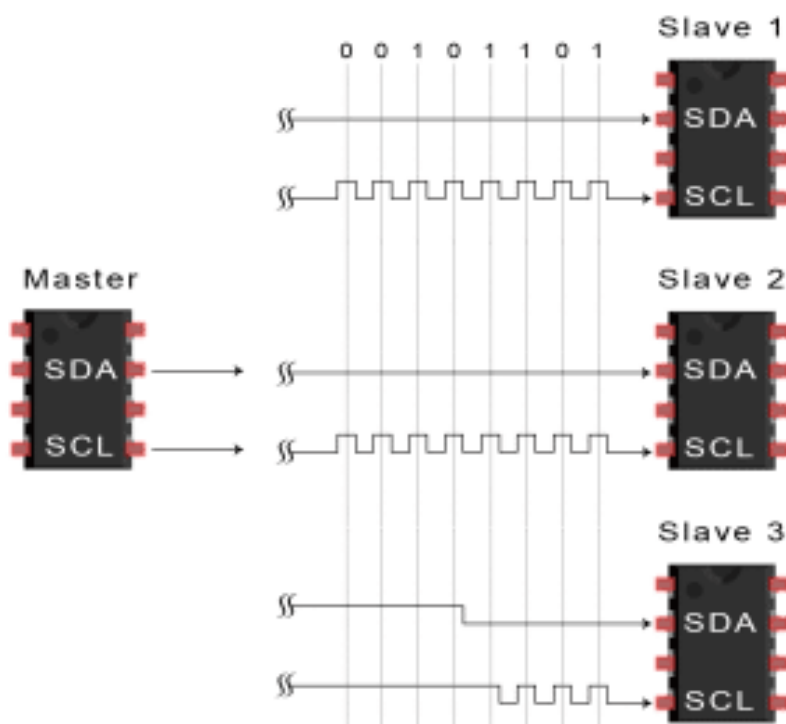 Slave 1
0 0 1 0 1 1 0 1
SDA
SCL
Master
Slave 2
SDA
SDA
SCL
SCL
Slave 3
SDA
SCL